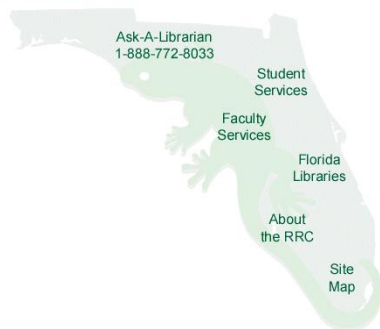 Ask-A-Librarian
1-888-772-8033
Student
Services
Faculty
Services
Florida
Libraries
About
the RRC
Site
Map